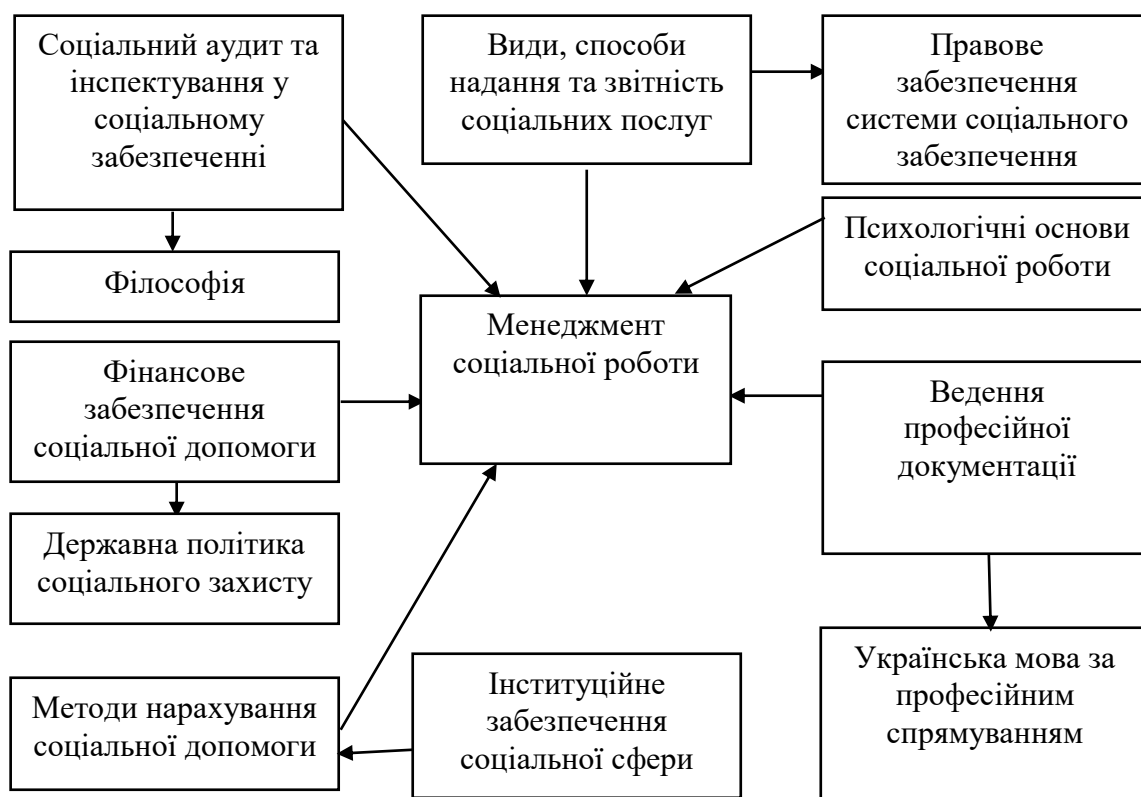 Соціальний аудит та
інспектування у
соціальному
забезпеченні
Види, способи
надання та звітність
соціальних послуг
Правове
забезпечення
системи соціального
забезпечення
Психологічні основи
соціальної роботи
Філософія
Менеджмент
соціальної роботи
Фінансове
забезпечення
соціальної допомоги
Ведення
професійної
документації
Державна політика
соціального захисту
Методи нарахування
соціальної допомоги
Інституційне
забезпечення
соціальної сфери
Українська мова за
професійним
спрямуванням